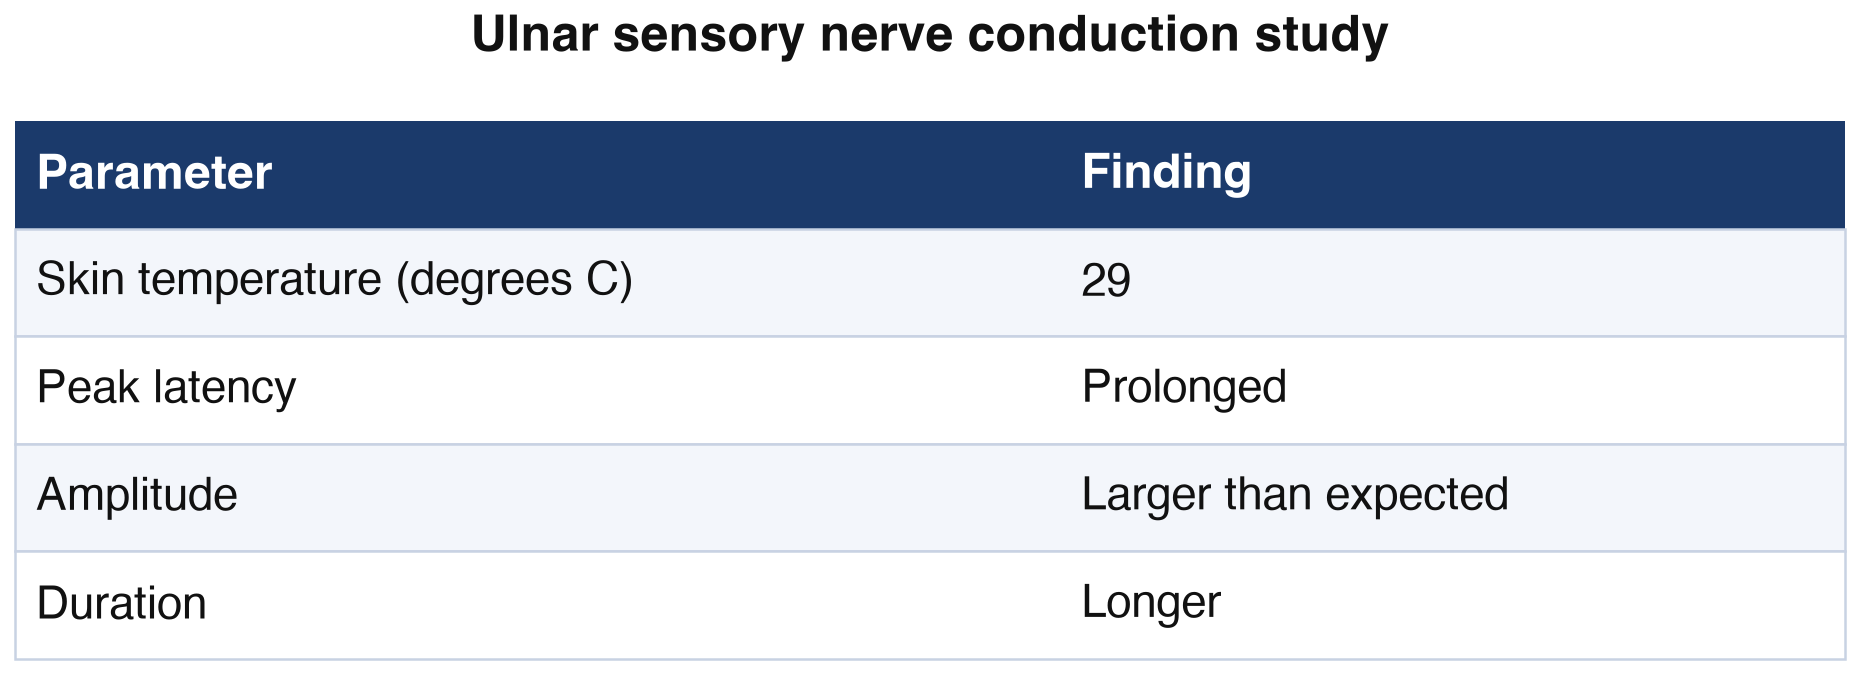 Ulnar sensory nerve conduction study
Parameter Finding
Skin temperature (degrees C) 29
Peak latency Prolonged
Amplitude Larger than expected
Duration Longer